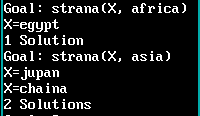 Goal: strana(X, africa)
X=egypt
1 Solution
Goal: strana(X, asia)
X=jupan
X=chaina
2 Solutions